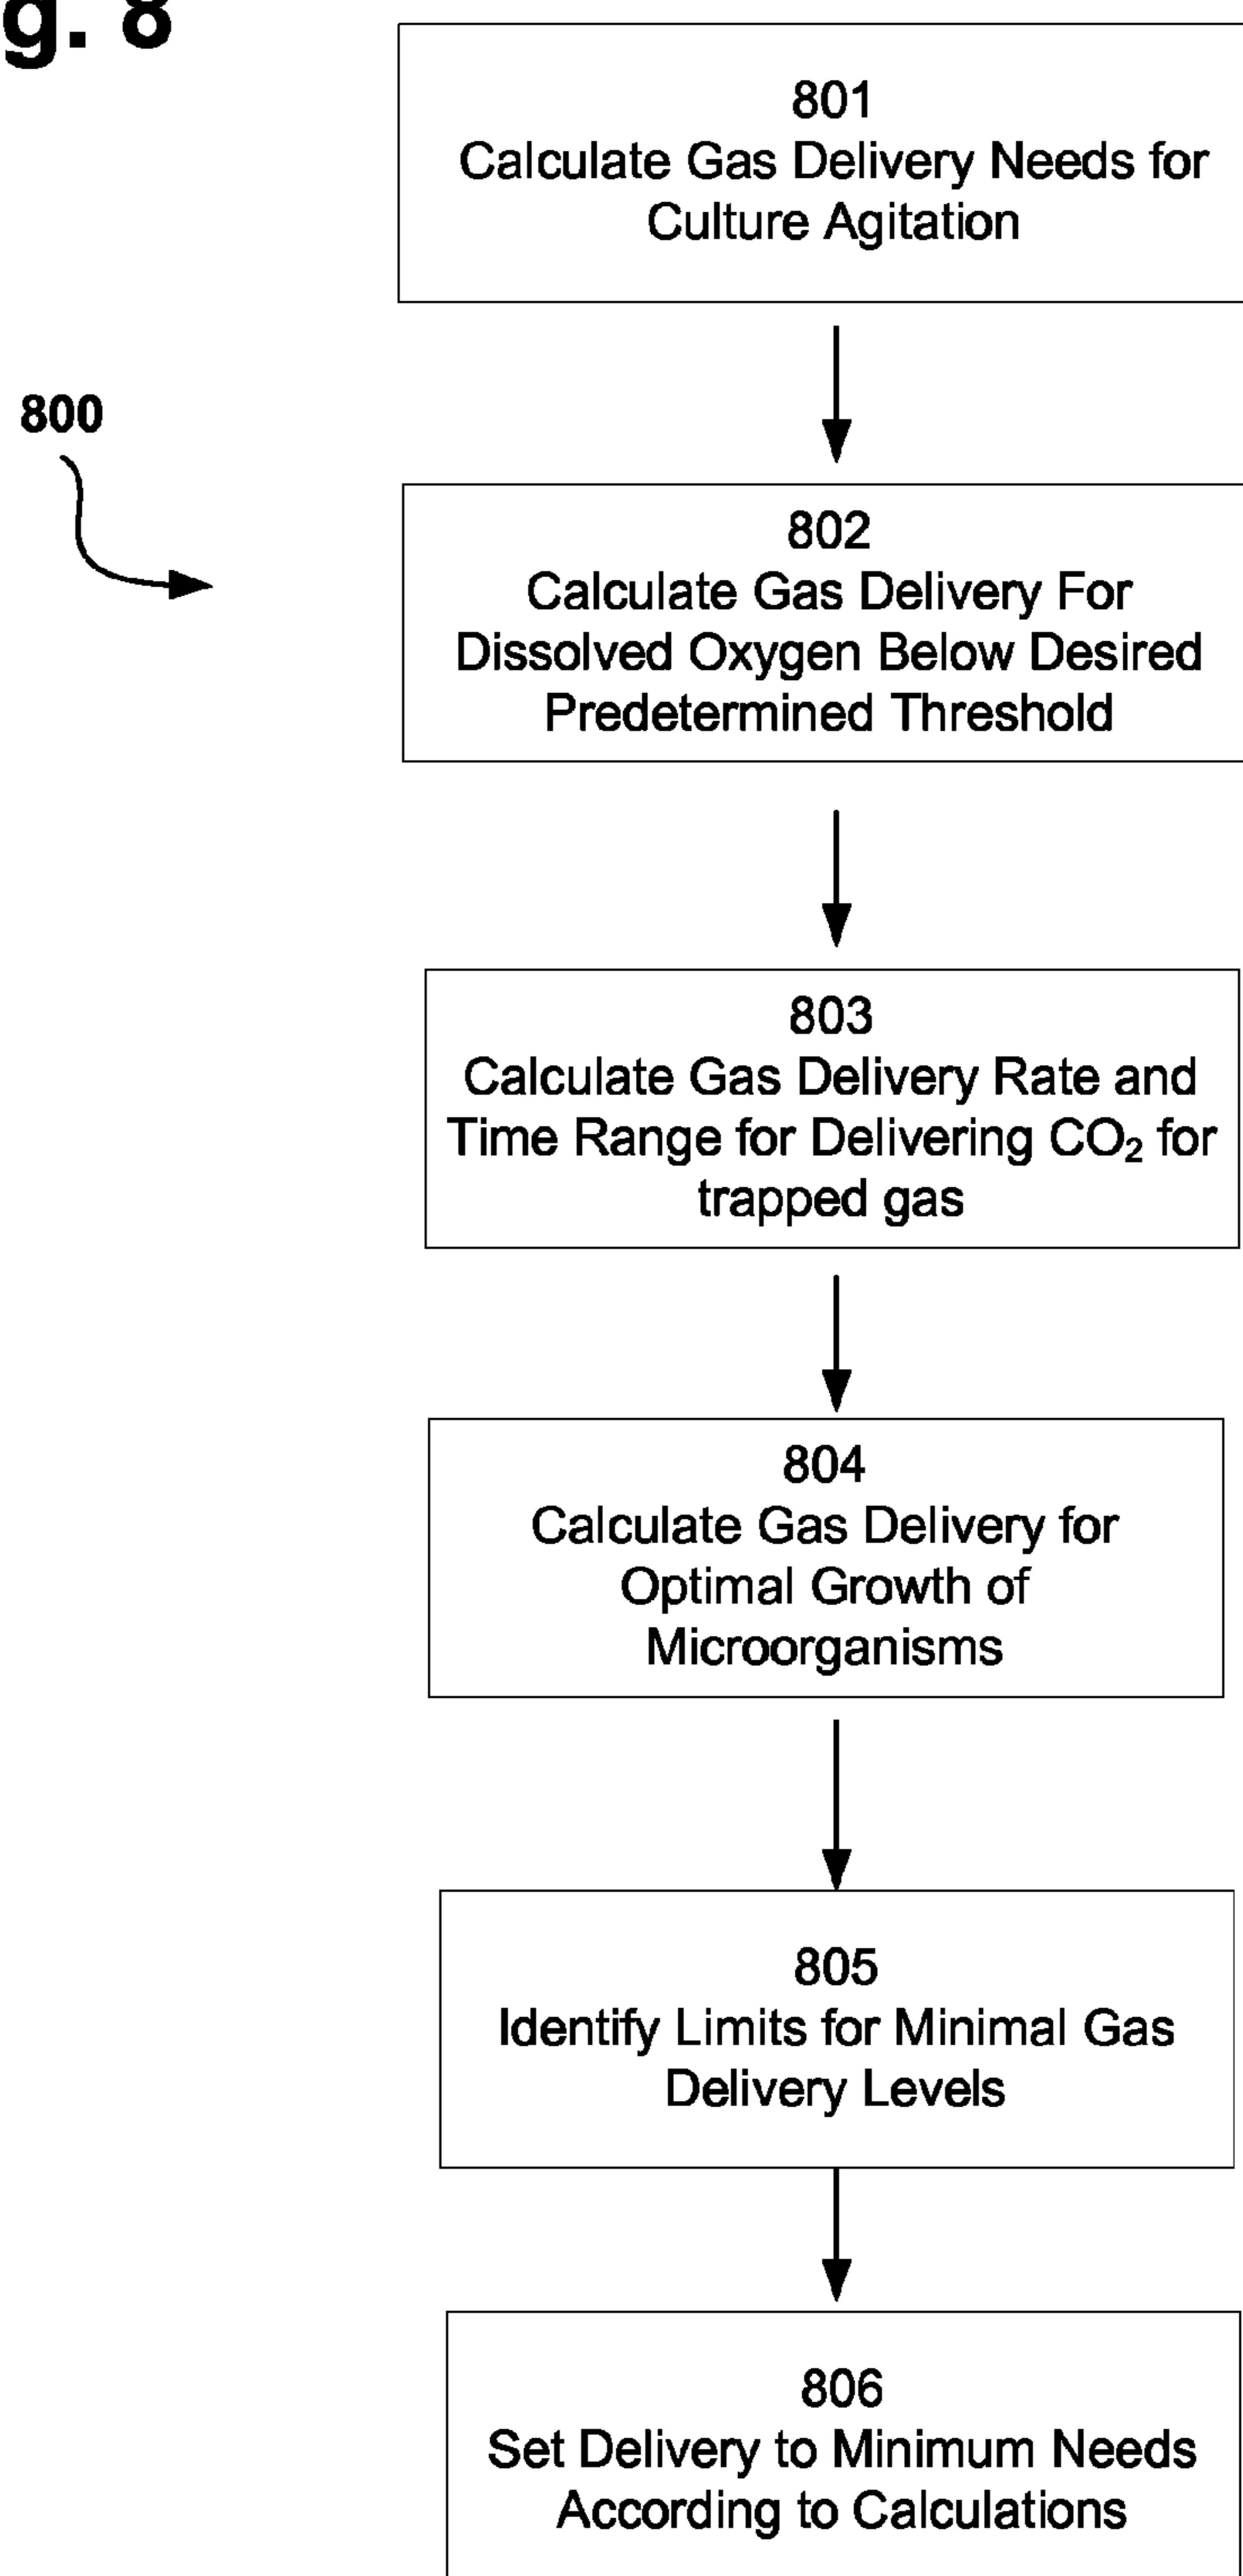 g. 8
801
Calculate Gas Delivery Needs for
Culture Agitation
800
802
Calculate Gas Delivery For
Dissolved Oxygen Below Desired
Predetermined Threshold
803
Calculate Gas Delivery Rate and
Time Range for Delivering CO₂ for
trapped gas
804
Calculate Gas Delivery for
Optimal Growth of
Microorganisms
805
Identify Limits for Minimal Gas
Delivery Levels
806
Set Delivery to Minimum Needs
According to Calculations